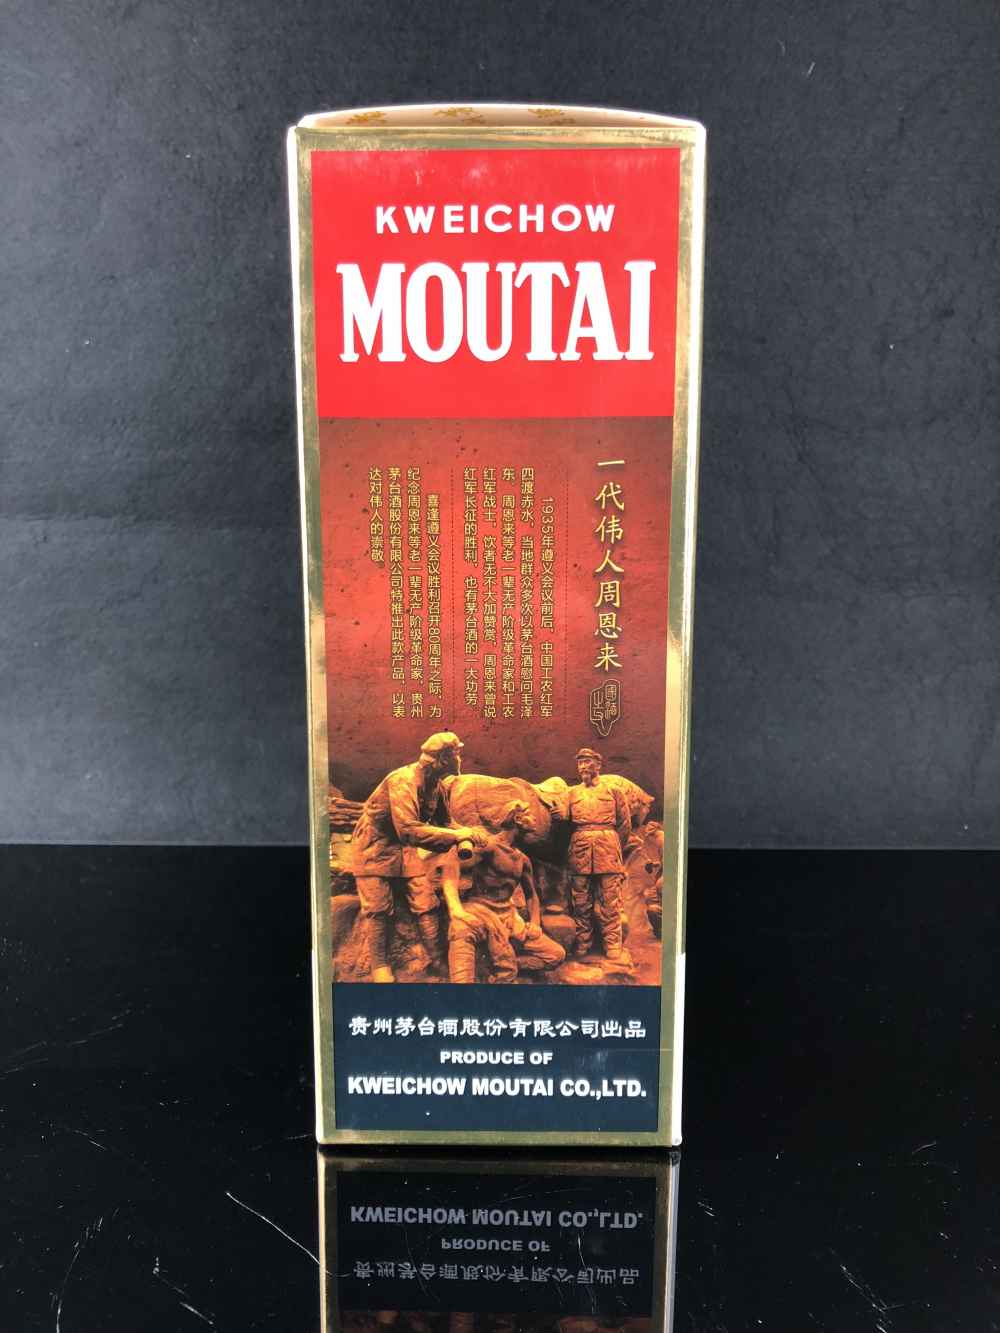 KWEICHOW
MOUTAI
一代伟人周恩来
国酒
之父
1935年遵义会议前后，中国工农红军
四渡赤水，当地群众多次以茅台酒慰问毛泽
东、周恩来等老一辈无产阶级革命家和工农
红军战士，饮者无不大加赞赏，周恩来曾说
红军长征的胜利，也有茅台酒的一大功劳。
喜逢遵义会议胜利召开80周年之际，为
纪念周恩来等老一辈无产阶级革命家，贵州
茅台酒股份有限公司特推出此款产品，以表
达对伟人的崇敬。
贵州茅台酒股份有限公司出品
PRODUCE OF
KWEICHOW MOUTAI CO.,LTD.